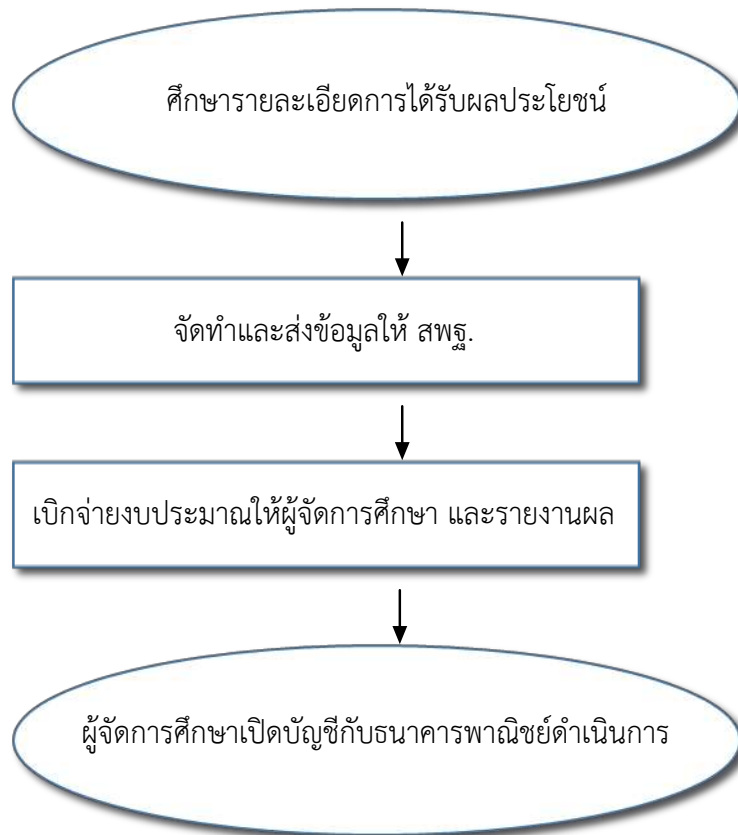 ศึกษารายละเอียดการได้รับผลประโยชน์
จัดทำและส่งข้อมูลให้ สพฐ.
เบิกจ่ายงบประมาณให้ผู้จัดการศึกษา และรายงานผล
ผู้จัดการศึกษาเปิดบัญชีกับธนาคารพาณิชย์ดำเนินการ